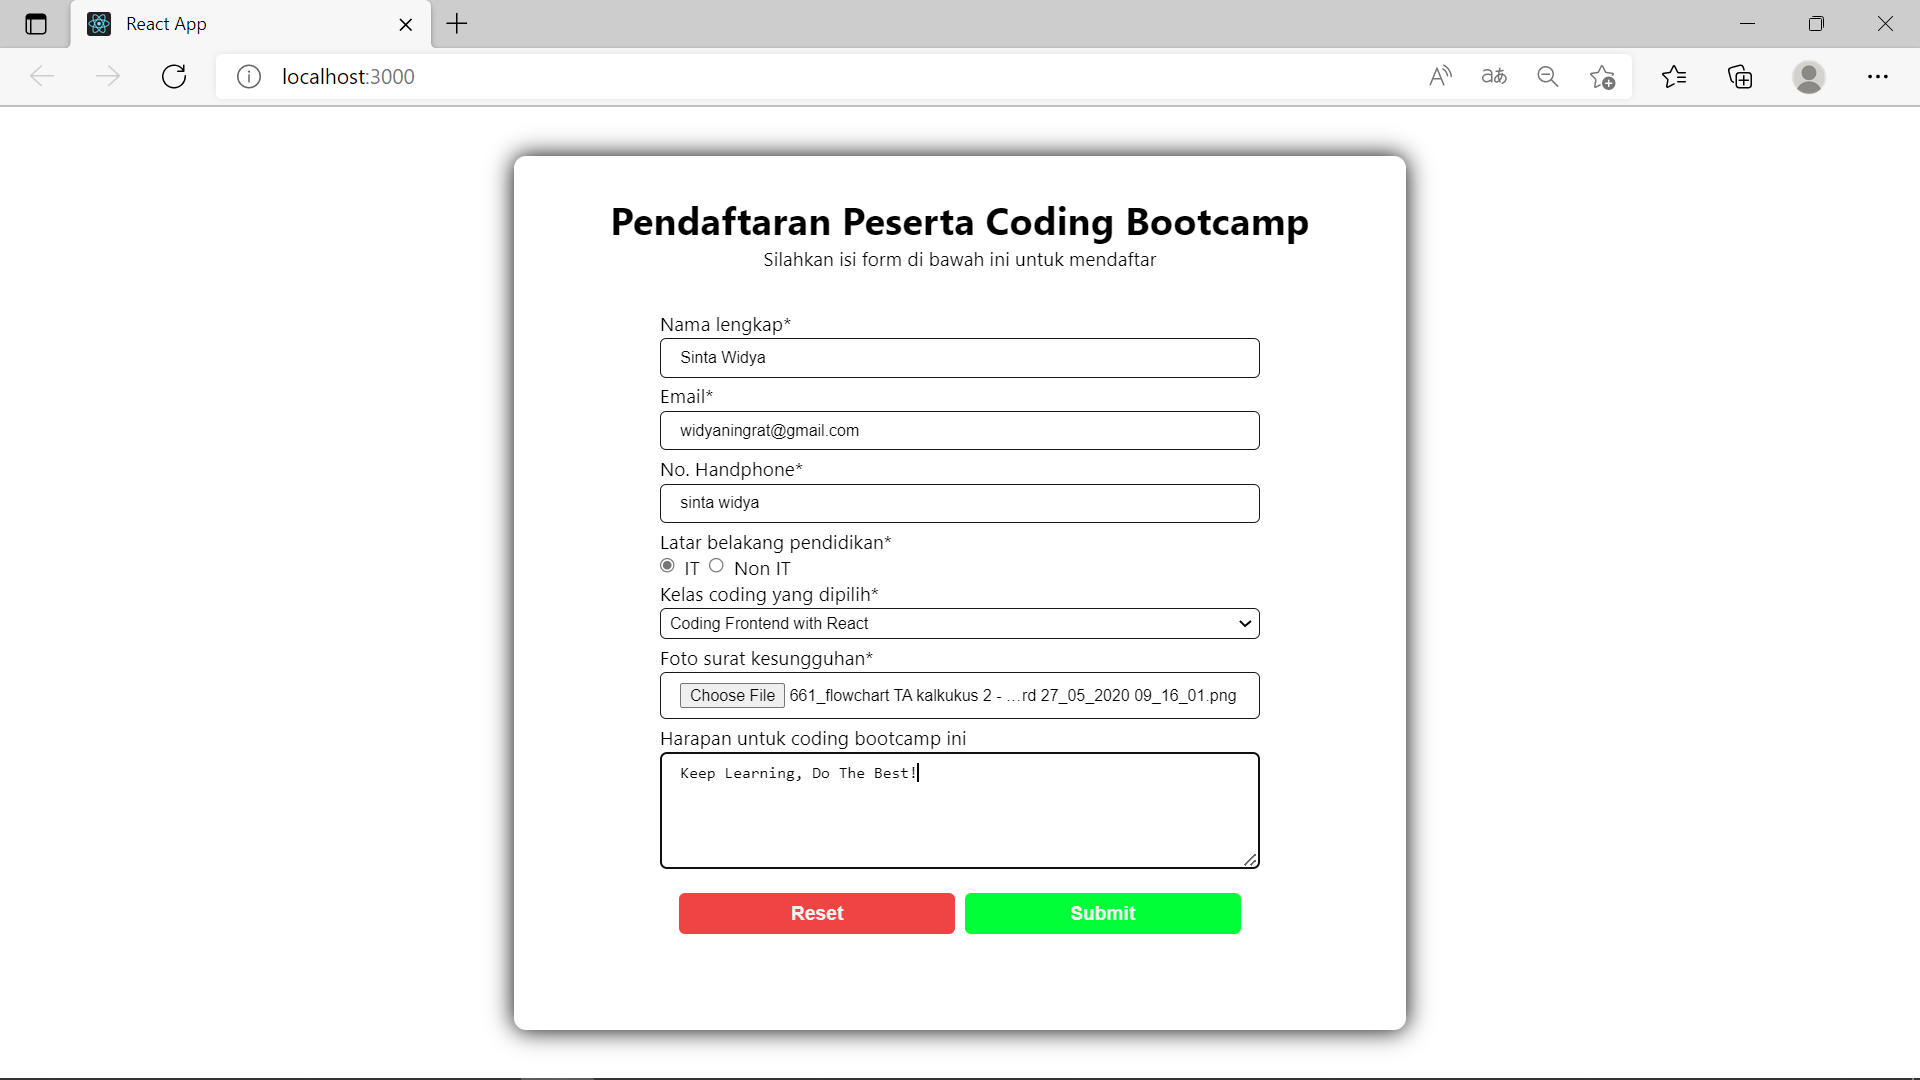 React App
localhost:3000
Pendaftaran Peserta Coding Bootcamp
Silahkan isi form di bawah ini untuk mendaftar
Nama lengkap*
Sinta Widya
Email*
widyaningrat@gmail.com
No. Handphone*
sinta widya
Latar belakang pendidikan*
IT Non IT
Kelas coding yang dipilih*
Coding Frontend with React
Foto surat kesungguhan*
Choose File 661_flowchart TA kalkukus 2 - ...rd 27_05_2020 09_16_01.png
Harapan untuk coding bootcamp ini
Keep Learning, Do The Best!
Reset Submit